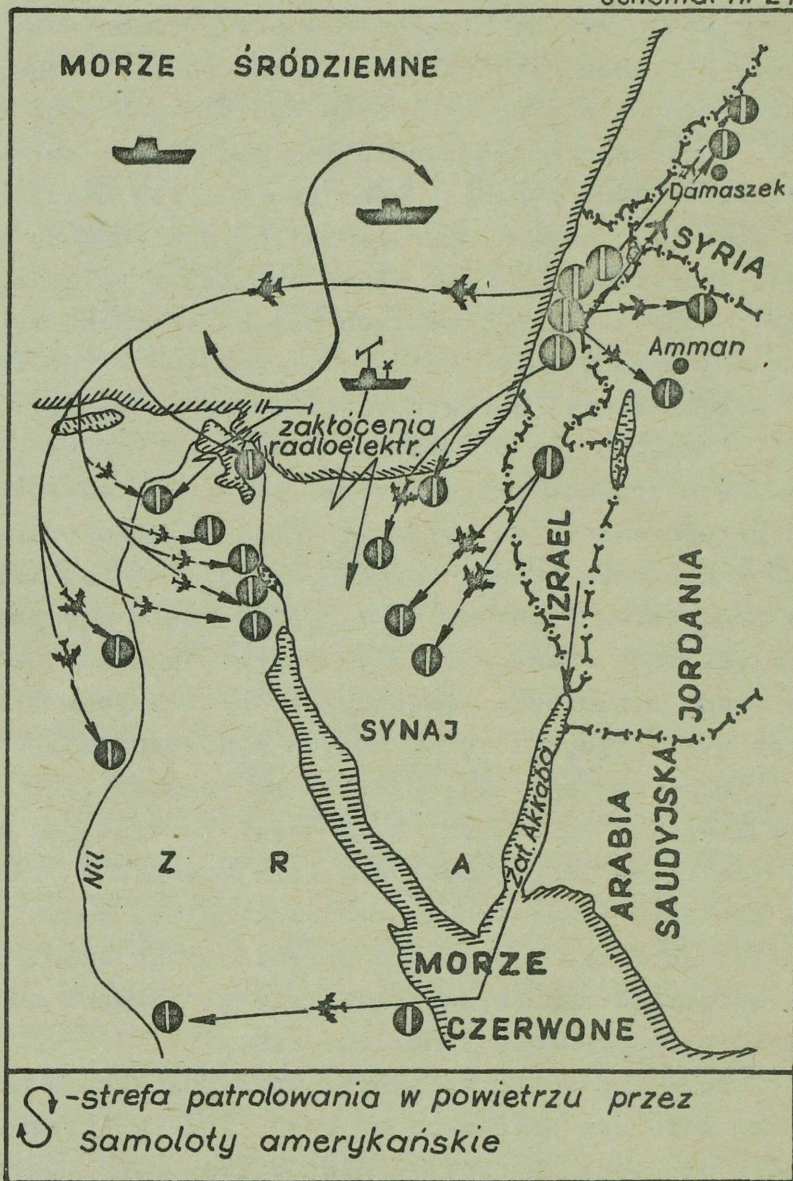 MORZE ŚRÓDZIEMNE
Damaszek
SYRIA
Amman
zakłócenia
radioelektr.
IZRAEL
JORDANIA
SYNAJ
Zat. Akkaba
ARABIA
SAUDYJSKA
Nil
Z R A
MORZE
CZERWONE
-strefa patrolowania w powietrzu przez
Samoloty amerykańskie